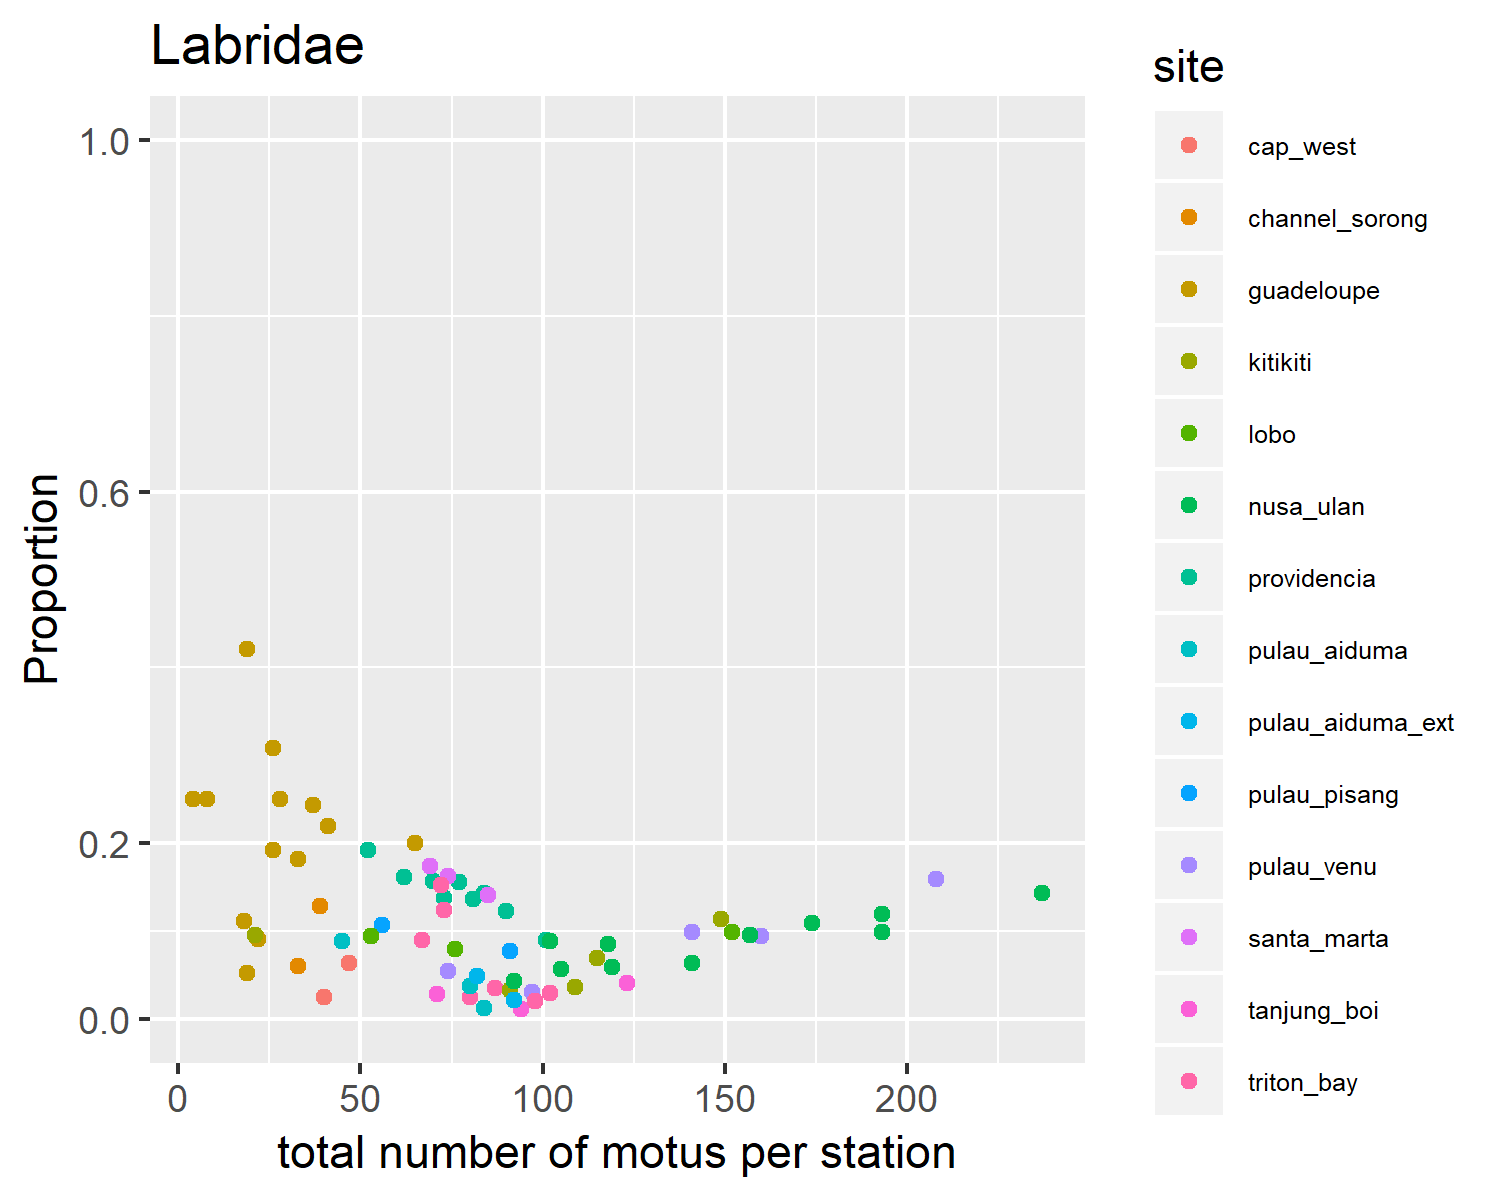 Labridae
1.0
0.6
0.2
0.0
Proportion
0
50
100
150
200
total number of motus per station
site
cap_west
channel_sorong
guadeloupe
kitikiti
lobo
nusa_ulan
providencia
pulau_aiduma
pulau_aiduma_ext
pulau_pisang
pulau_venu
santa_marta
tanjung_boi
triton_bay